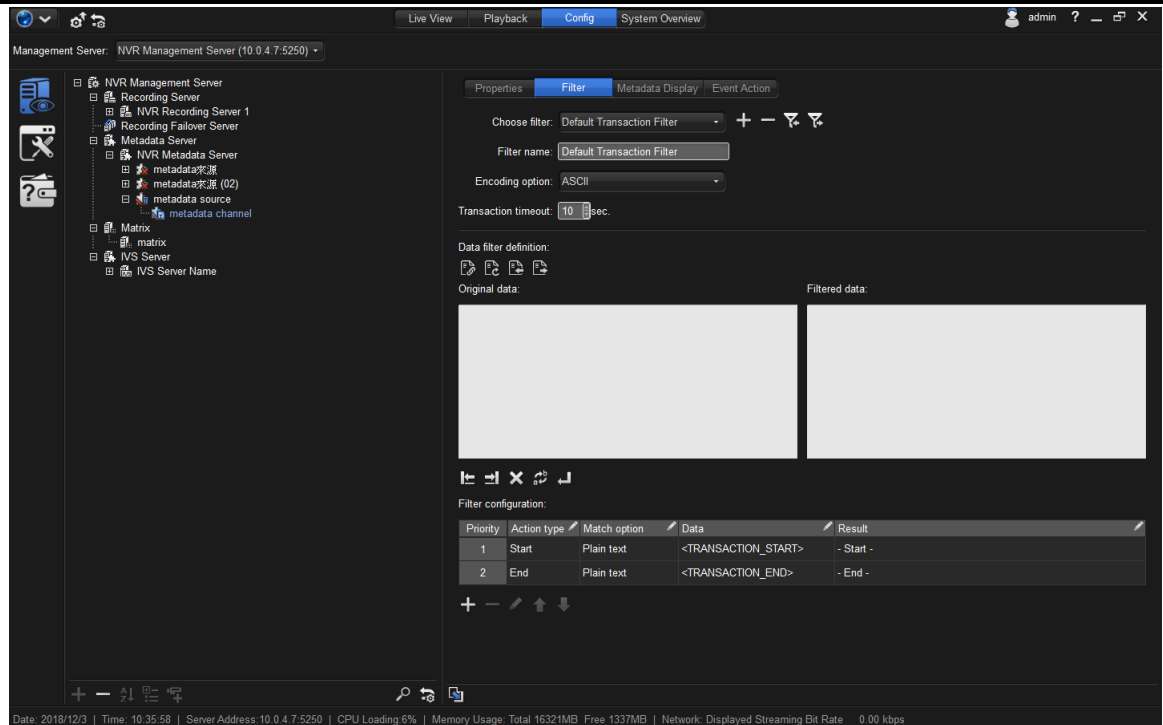 Live View Playback Config System Overview admin ?
Management Server: NVR Management Server (10.0.4.7:5250)
NVR Management Server
Recording Server
NVR Recording Server 1
Recording Failover Server
Metadata Server
NVR Metadata Server
metadata來源
metadata來源 (02)
metadata source
metadata channel
Matrix
matrix
IVS Server
IVS Server Name
Properties Filter Metadata Display Event Action
Choose filter: Default Transaction Filter
Filter name: Default Transaction Filter
Encoding option: ASCII
Transaction timeout: 10 sec.
Data filter definition:
Original data: Filtered data:
Filter configuration:
Priority Action type Match option Data Result
1 Start Plain text <TRANSACTION_START> - Start -
2 End Plain text <TRANSACTION_END> - End -
Date: 2018/12/3 | Time: 10:35:58 | Server Address:10.0.4.7:5250 | CPU Loading:6% | Memory Usage: Total 16321MB Free 1337MB | Network: Displayed Streaming Bit Rate 0.00 kbps